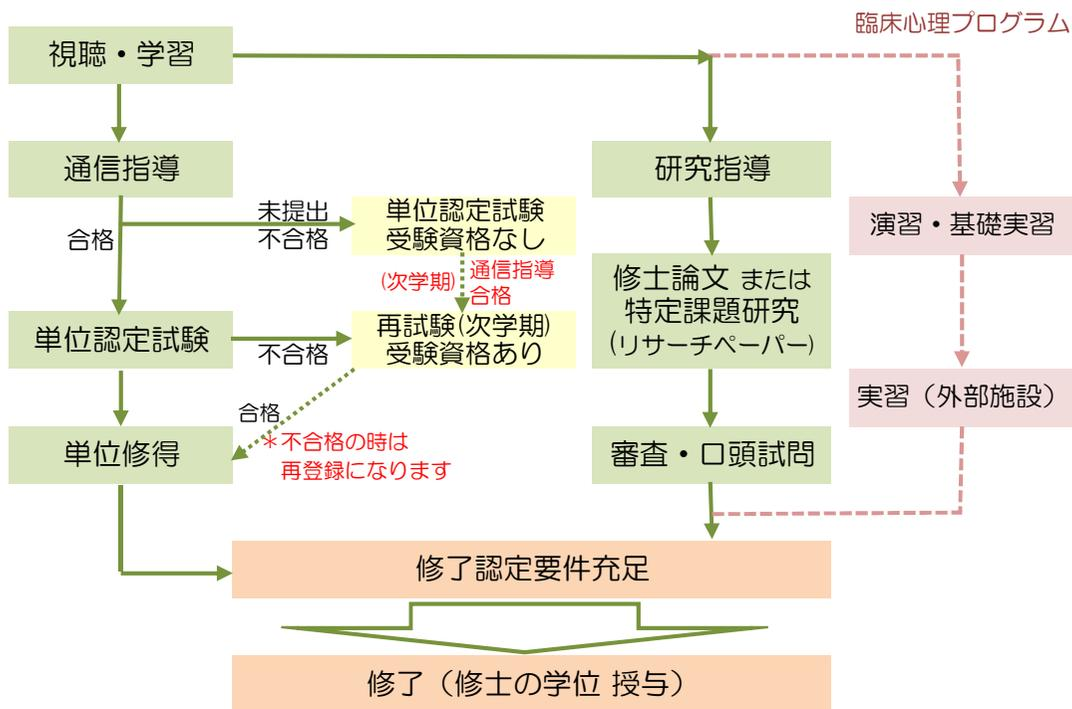 臨床心理プログラム
視聴・学習
通信指導
研究指導
未提出
不合格
合格
単位認定試験
受験資格なし
演習・基礎実習
(次学期)
通信指導
合格
修士論文 または
特定課題研究
(リサーチペーパー)
単位認定試験
不合格
再試験(次学期)
受験資格あり
実習（外部施設）
合格
＊不合格の時は
再登録になります
単位修得
審査・口頭試問
修了認定要件充足
修了（修士の学位 授与）